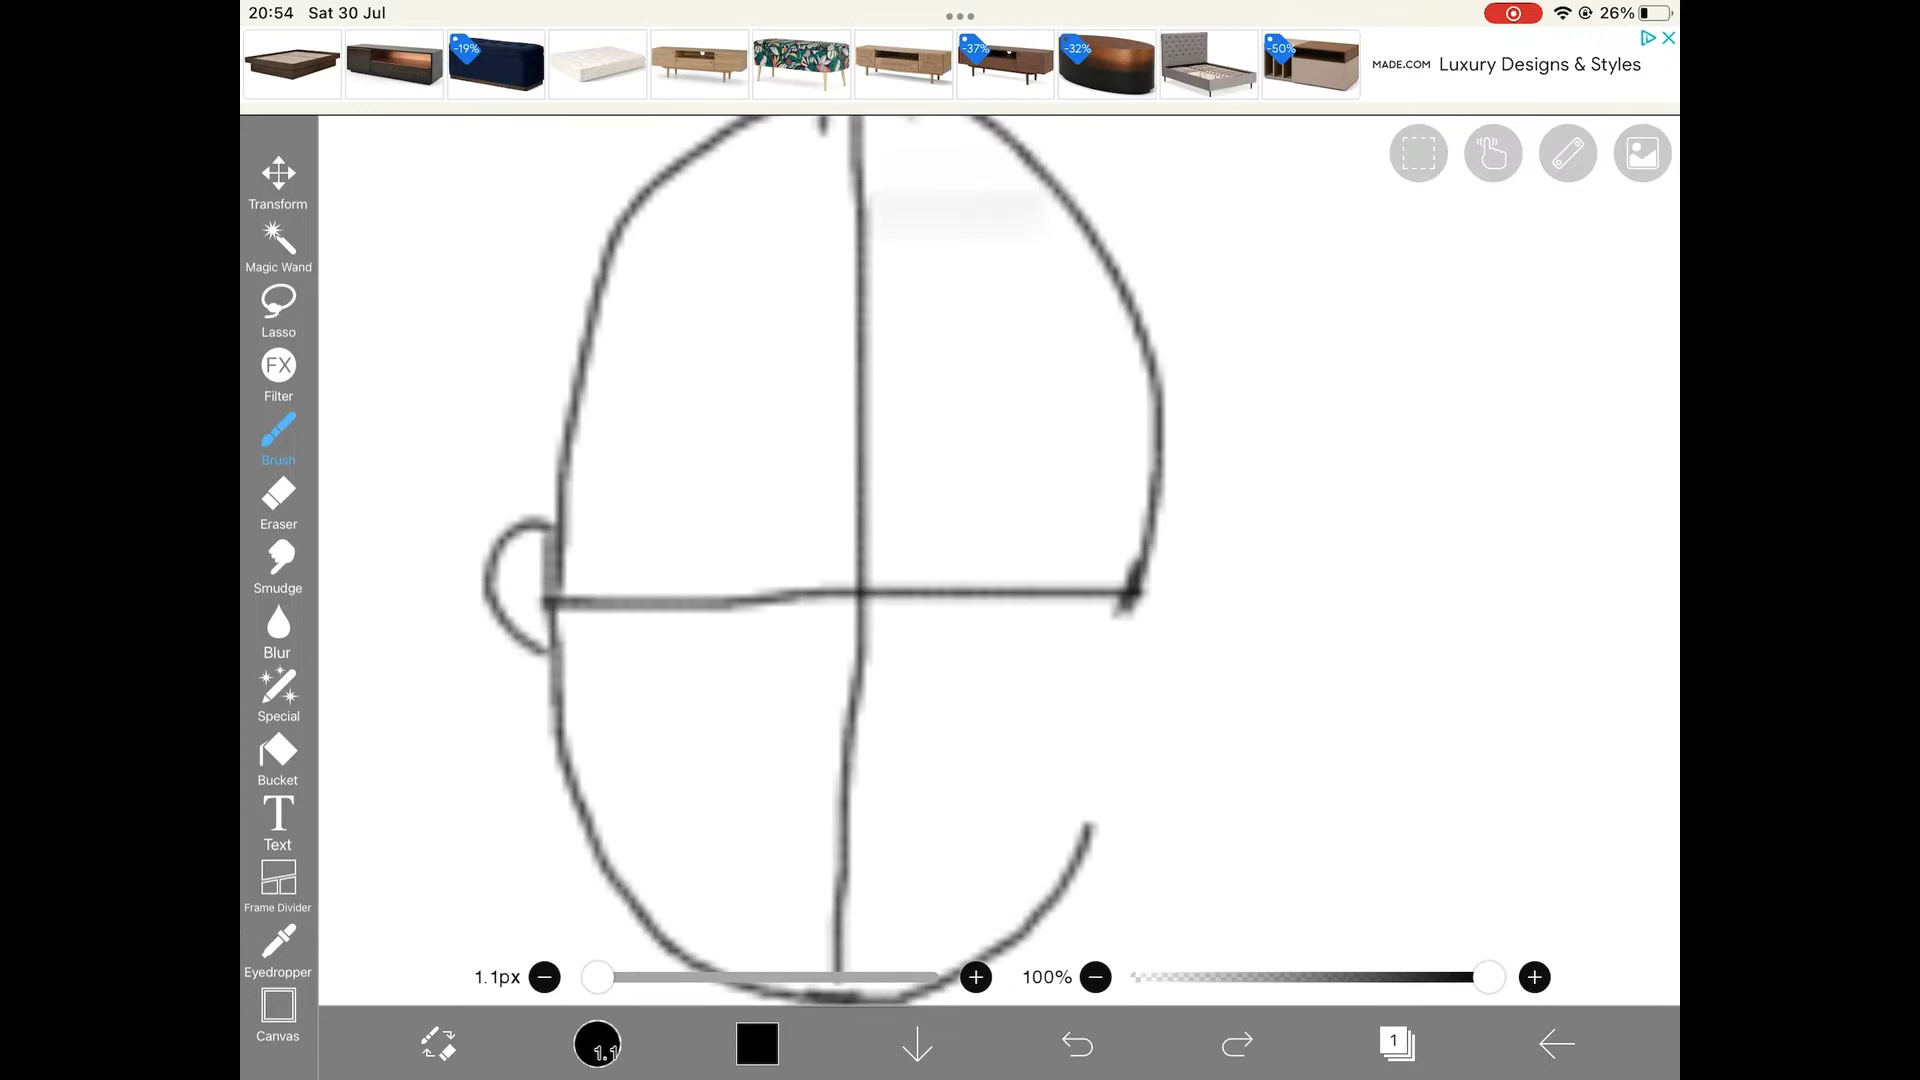 20:54 Sat 30 Jul
26%
-19%
-37%
-32%
-50%
MADE.COM Luxury Designs & Styles
Transform
Magic Wand
Lasso
FX
Filter
Brush
Eraser
Smudge
Blur
Special
Bucket
T
Text
Frame Divider
Eyedropper
Canvas
1.1px
100%
1.1
1